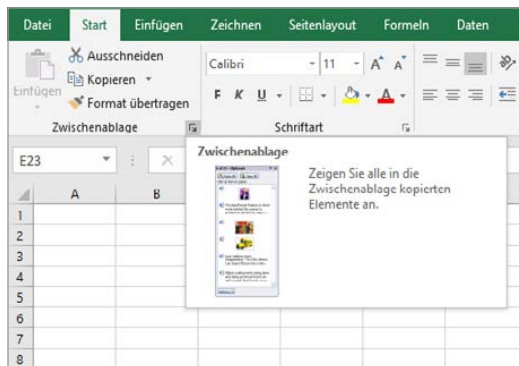 Datei Start Einfügen Zeichnen Seitenlayout Formeln Daten
Ausschneiden
Kopieren
Einfügen
Format übertragen
Calibri 11 A A
F K U A
Zwischenablage Schriftart
E23
Zwischenablage
Zeigen Sie alle in die
Zwischenablage kopierten
Elemente an.
A B
1
2
3
4
5
6
7
8